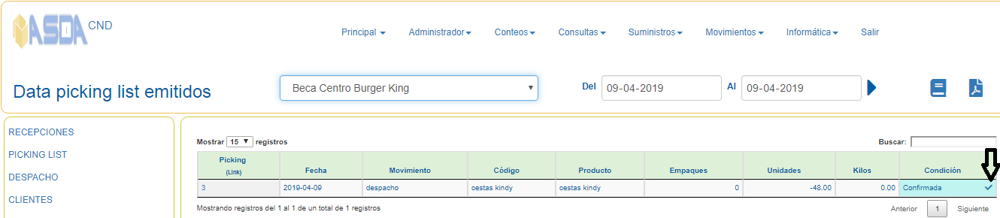 ASDA CND
Principal Administrador Conteos Consultas Suministros Movimientos Informática Salir
Data picking list emitidos
Beca Centro Burger King
Del 09-04-2019 Al 09-04-2019
RECEPCIONES
PICKING LIST
DESPACHO
CLIENTES
Mostrar 15 registros Buscar:
Picking (Link) Fecha Movimiento Código Producto Empaques Unidades Kilos Condición
3 2019-04-09 despacho cestas kindy cestas kindy 0 -48.00 0.00 Confirmada
Mostrando registros del 1 al 1 de un total de 1 registros
Anterior 1 Siguiente